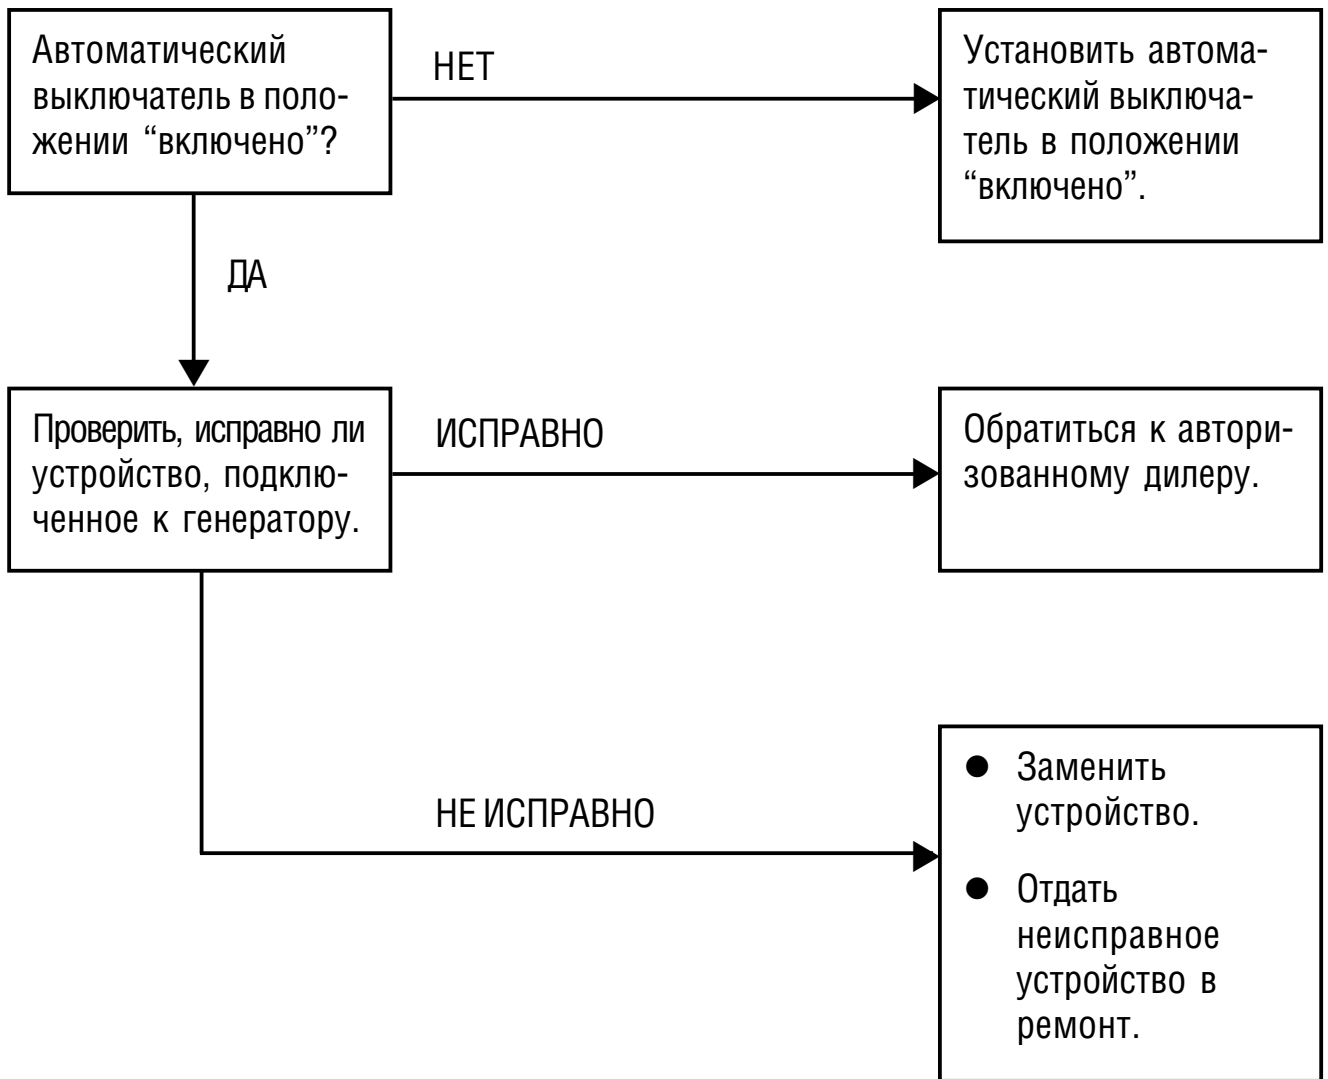 Автоматический
выключатель в поло-
жении “включено”?
НЕТ
Установить автома-
тический выключа-
тель в положении
“включено”.
ДА
Проверить, исправно ли
устройство, подклю-
ченное к генератору.
ИСПРАВНО
Обратиться к автори-
зованному дилеру.
НЕ ИСПРАВНО
● Заменить
устройство.
● Отдать
неисправное
устройство в
ремонт.